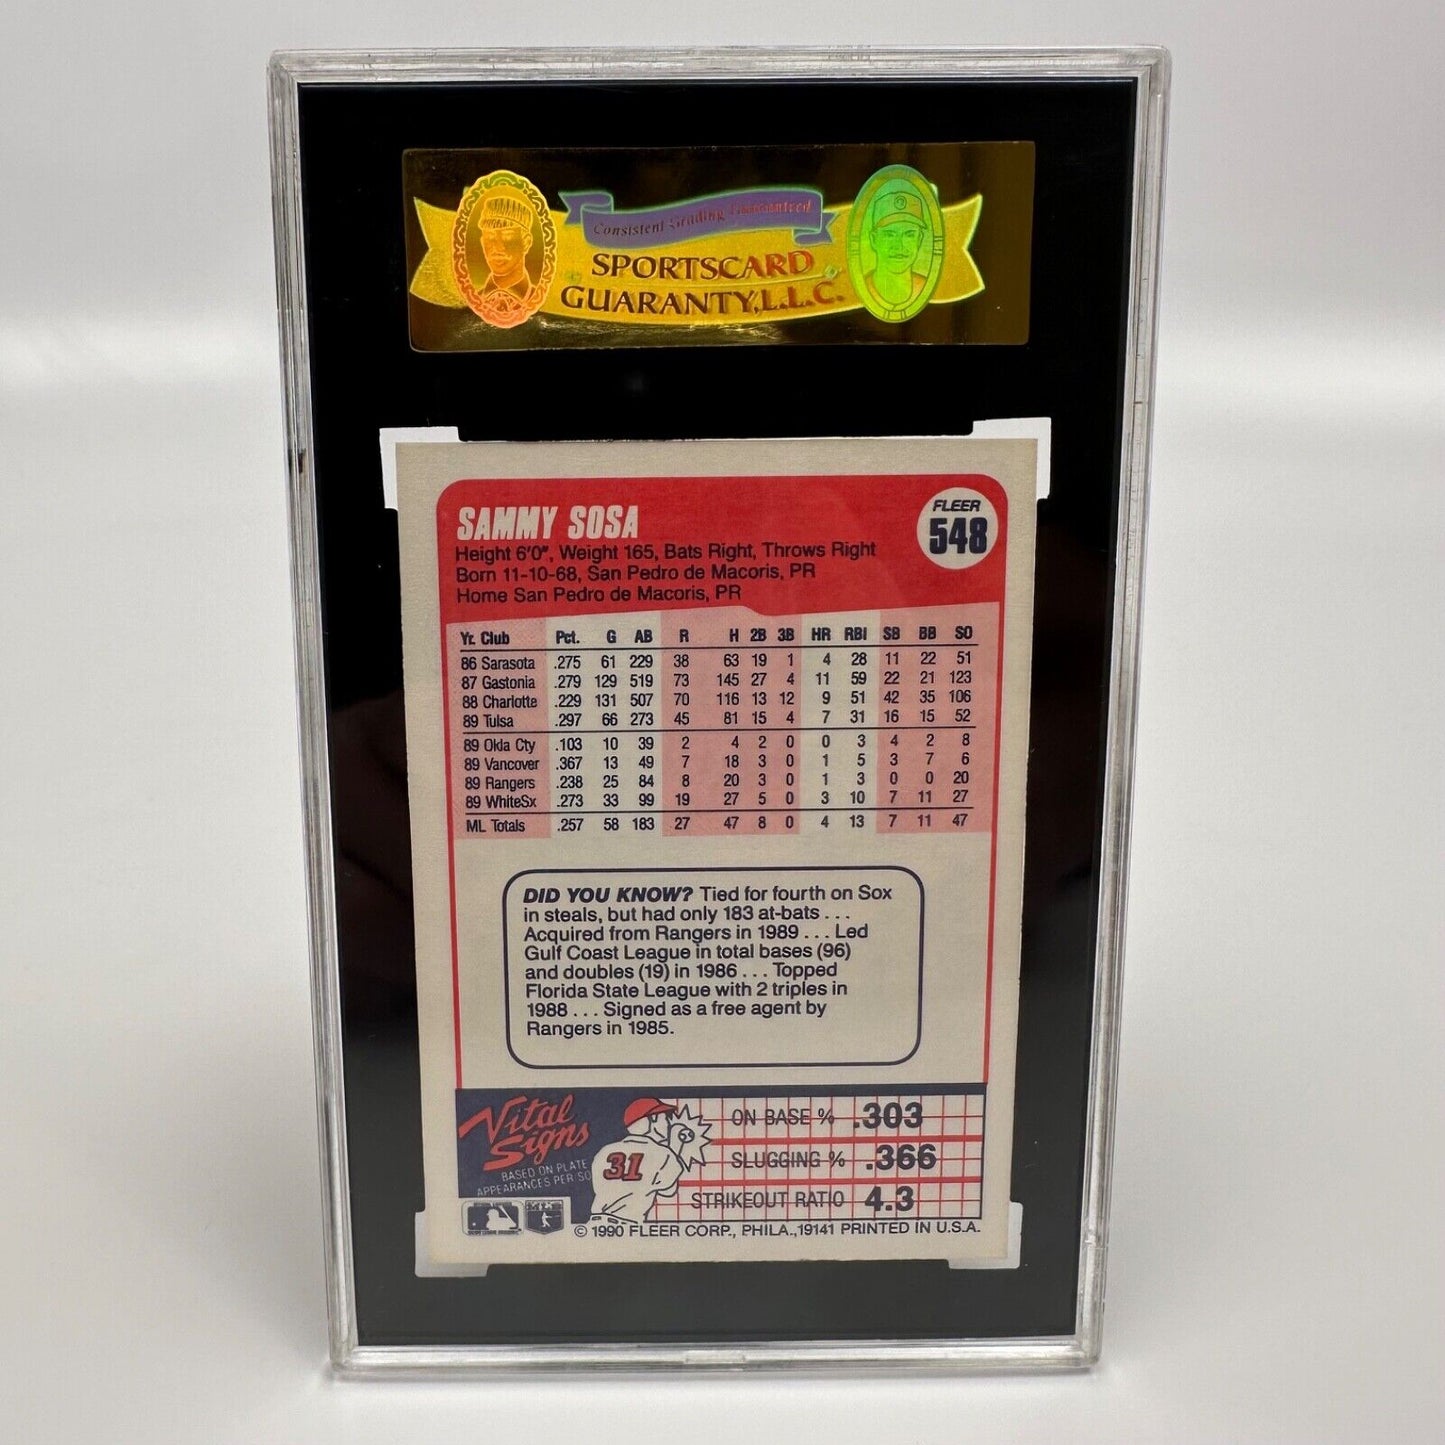 Consistent Grading Guaranteed
SPORTSCARD
GUARANTY, L.L.C.
SAMMY SOSA
FLEER
548
Height 6'0", Weight 165, Bats Right, Throws Right
Born 11-10-68, San Pedro de Macoris, PR
Home San Pedro de Macoris, PR
Yr. Club Pct. G AB R H 2B 3B HR RBI SB BB SO
86 Sarasota .275 61 229 38 63 19 1 4 28 11 22 51
87 Gastonia .279 129 519 73 145 27 4 11 59 22 21 123
88 Charlotte .229 131 507 70 116 13 12 9 51 42 35 106
89 Tulsa .297 66 273 45 81 15 4 7 31 16 15 52
89 Okla Cty .103 10 39 2 4 2 0 0 3 4 2 8
89 Vancover .367 13 49 7 18 3 0 1 5 3 7 6
89 Rangers .238 25 84 8 20 3 0 1 3 0 0 20
89 WhiteSx .273 33 99 19 27 5 0 3 10 7 11 27
ML Totals .257 58 183 27 47 8 0 4 13 7 11 47
DID YOU KNOW? Tied for fourth on Sox
in steals, but had only 183 at-bats . . .
Acquired from Rangers in 1989 . . . Led
Gulf Coast League in total bases (96)
and doubles (19) in 1986 . . . Topped
Florida State League with 2 triples in
1988 . . . Signed as a free agent by
Rangers in 1985.
Vital
Signs
BASED ON PLATE
APPEARANCES PER SO
31
ON BASE % .303
SLUGGING % .366
STRIKEOUT RATIO 4.3
© 1990 FLEER CORP., PHILA., 19141 PRINTED IN U.S.A.